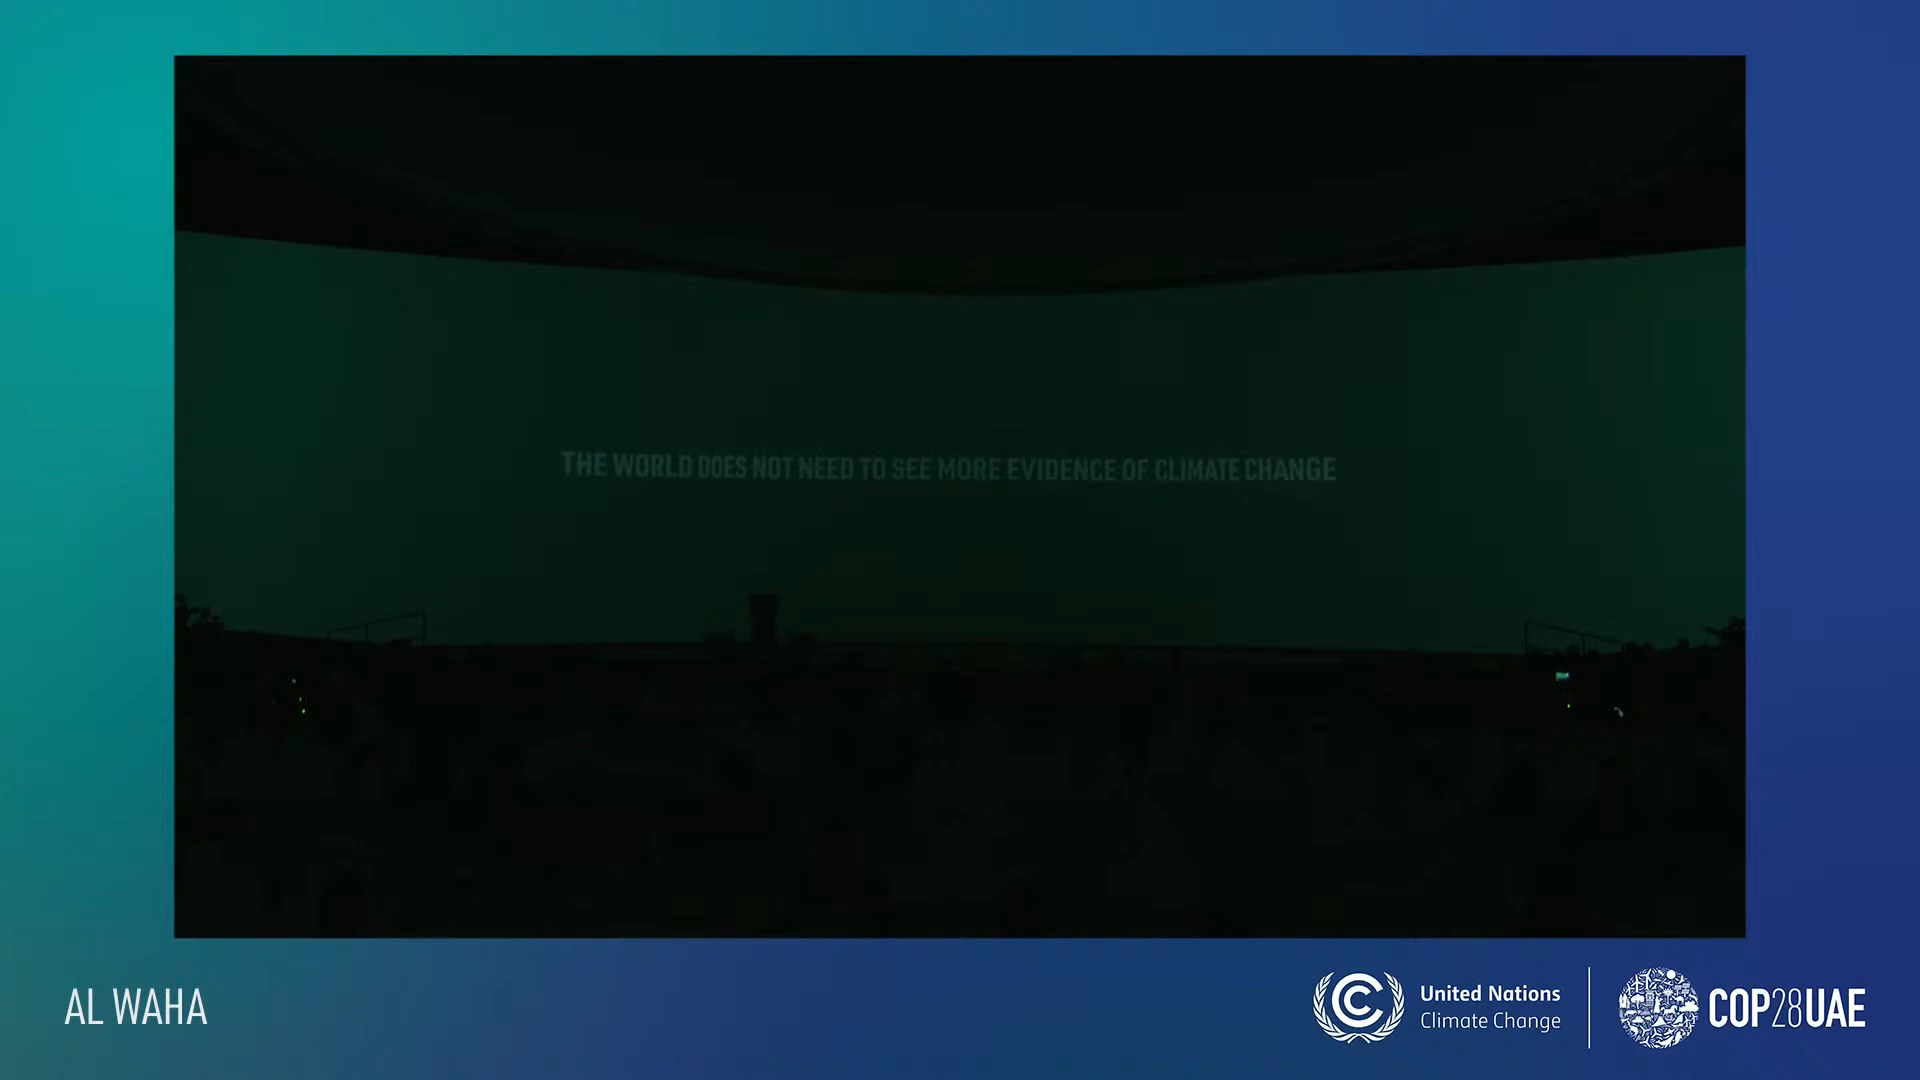 THE WORLD DOES NOT NEED TO SEE MORE EVIDENCE OF CLIMATE CHANGE
AL WAHA
United Nations
Climate Change
COP28UAE